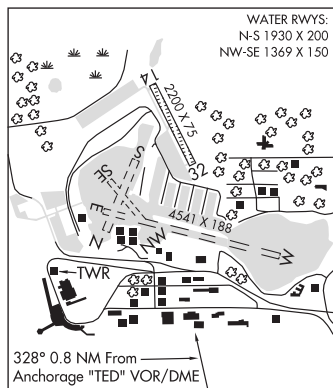 WATER RWYS:
N-S 1930 X 200
NW-SE 1369 X 150
14
2200 X 75
32
S
SE
E
N
NW
4541 X 188
W
TWR
328° 0.8 NM From
Anchorage "TED" VOR/DME